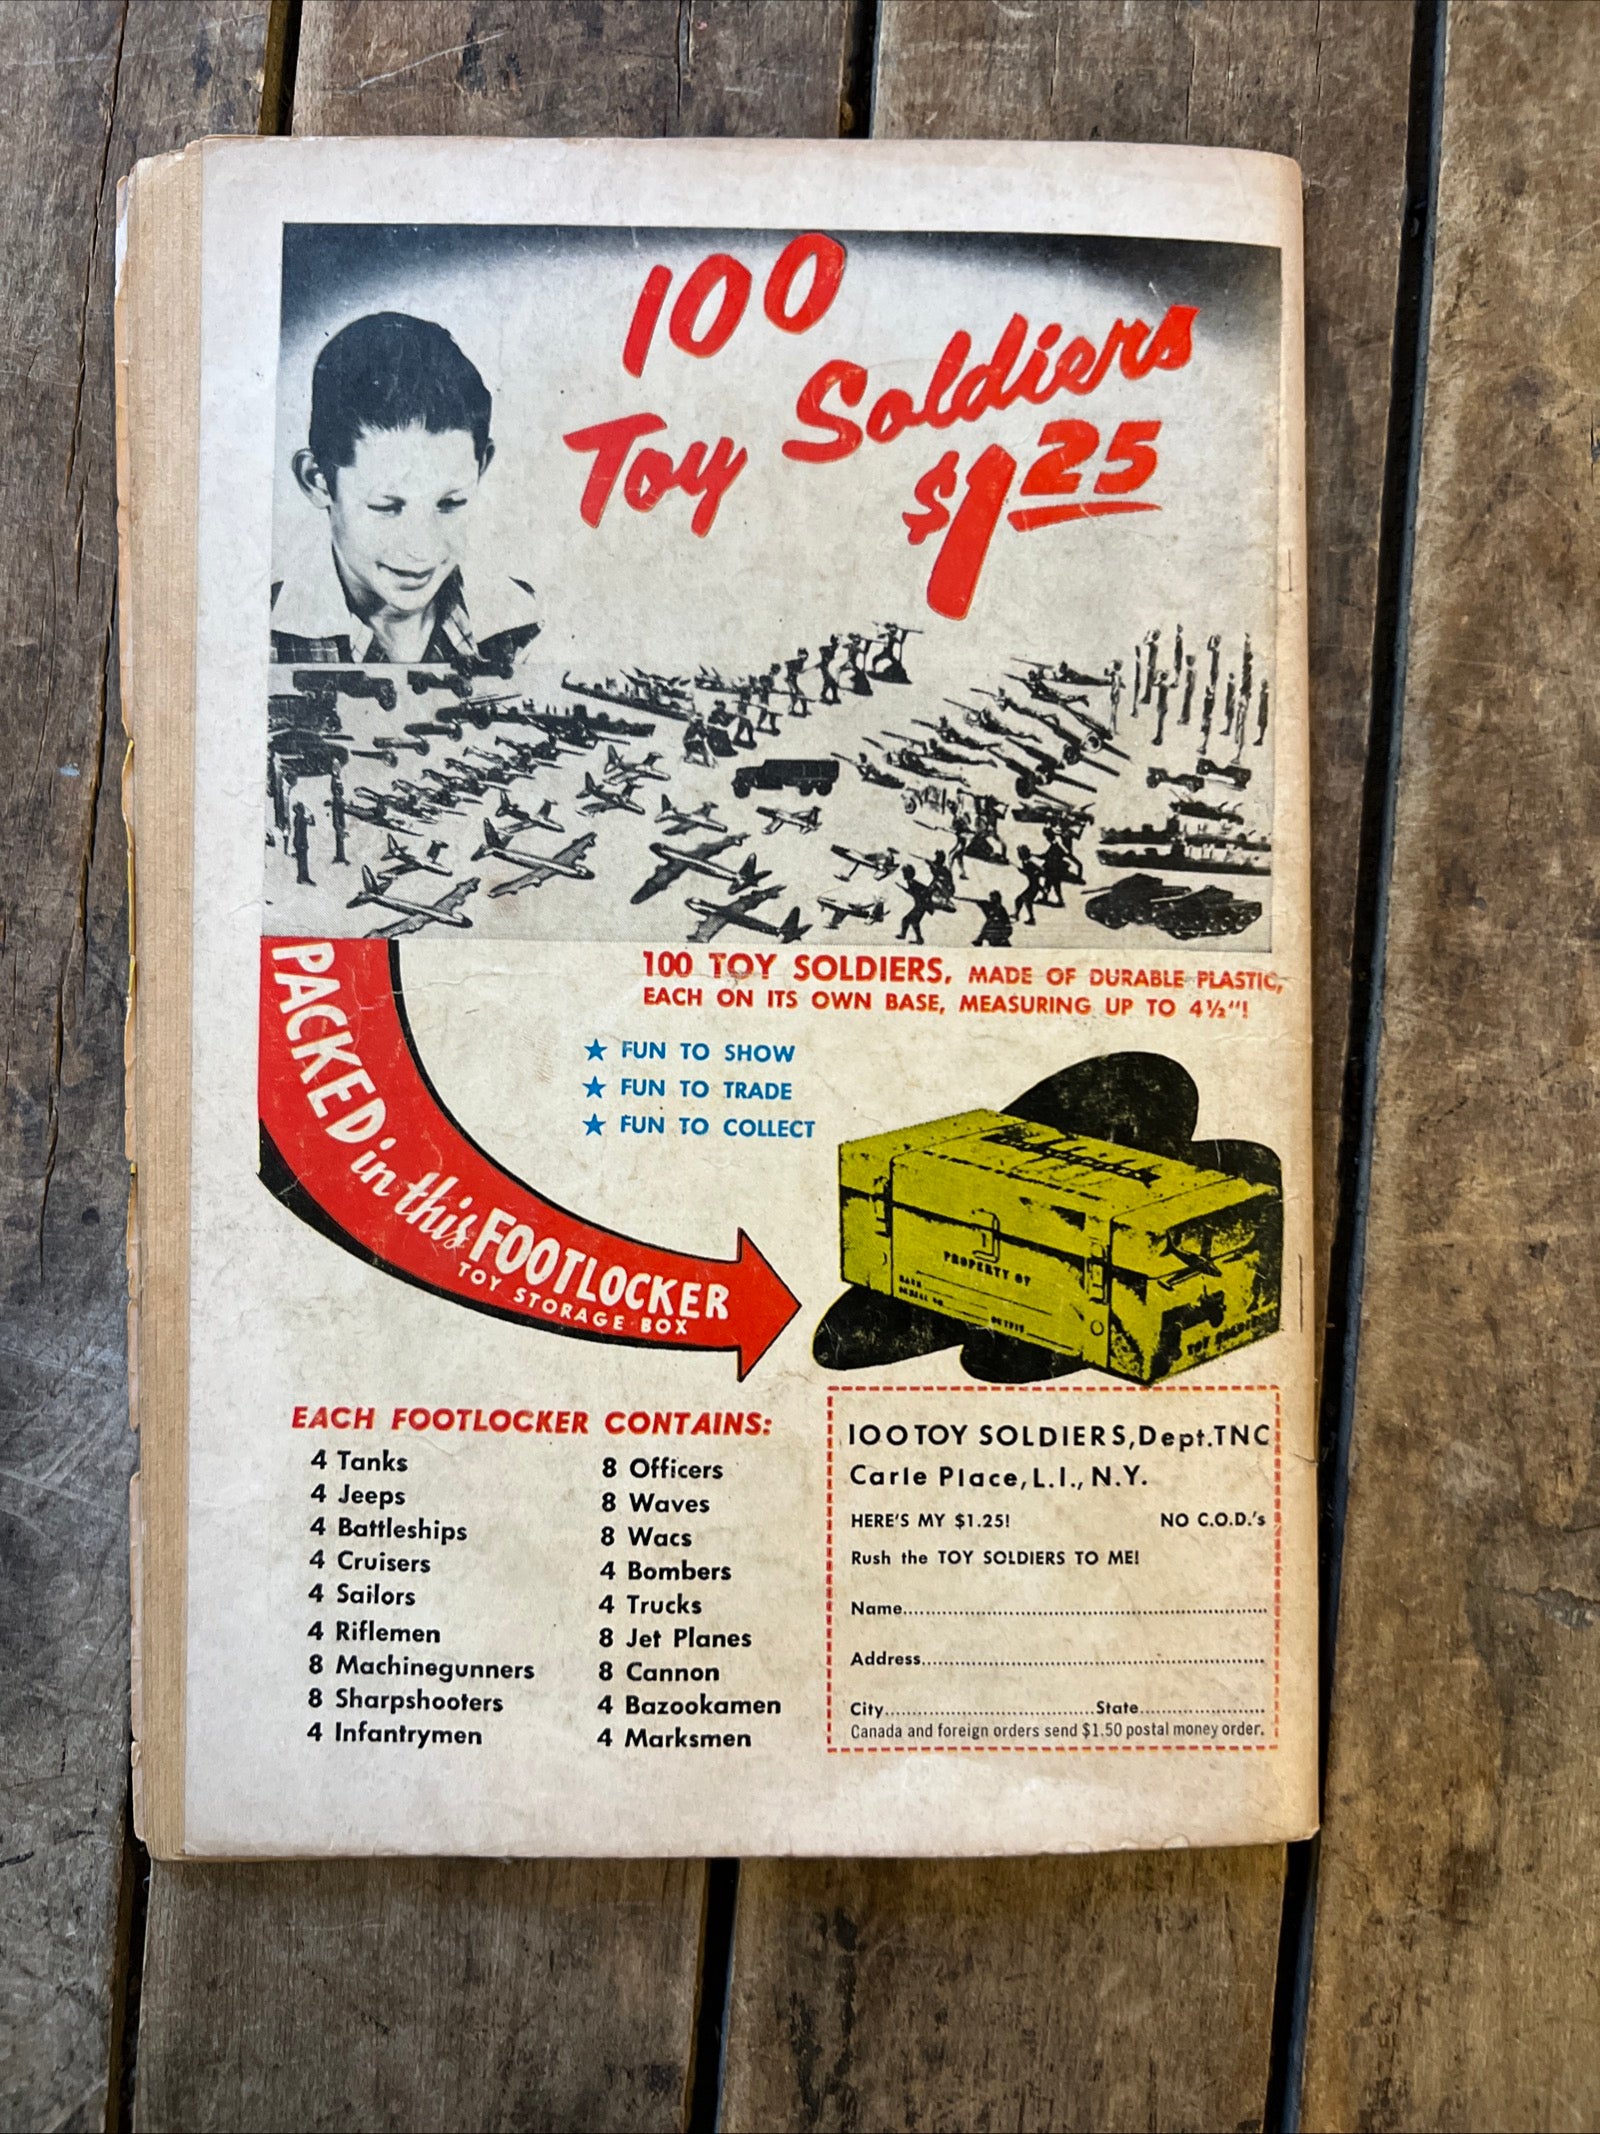 100
Toy Soldiers
$1.25
100 TOY SOLDIERS, MADE OF DURABLE PLASTIC,
EACH ON ITS OWN BASE, MEASURING UP TO 4½"!
★ FUN TO SHOW
★ FUN TO TRADE
★ FUN TO COLLECT
PACKED in this FOOTLOCKER
TOY STORAGE BOX
PROPERTY OF
OUTFIT
EACH FOOTLOCKER CONTAINS:
4 Tanks
4 Jeeps
4 Battleships
4 Cruisers
4 Sailors
4 Riflemen
8 Machinegunners
8 Sharpshooters
4 Infantrymen
8 Officers
8 Waves
8 Wacs
4 Bombers
4 Trucks
8 Jet Planes
8 Cannon
4 Bazookamen
4 Marksmen
100 TOY SOLDIERS, Dept. TNC
Carle Place, L.I., N.Y.
HERE'S MY $1.25! NO C.O.D.'s
Rush the TOY SOLDIERS TO ME!
Name
Address
City State
Canada and foreign orders send $1.50 postal money order.